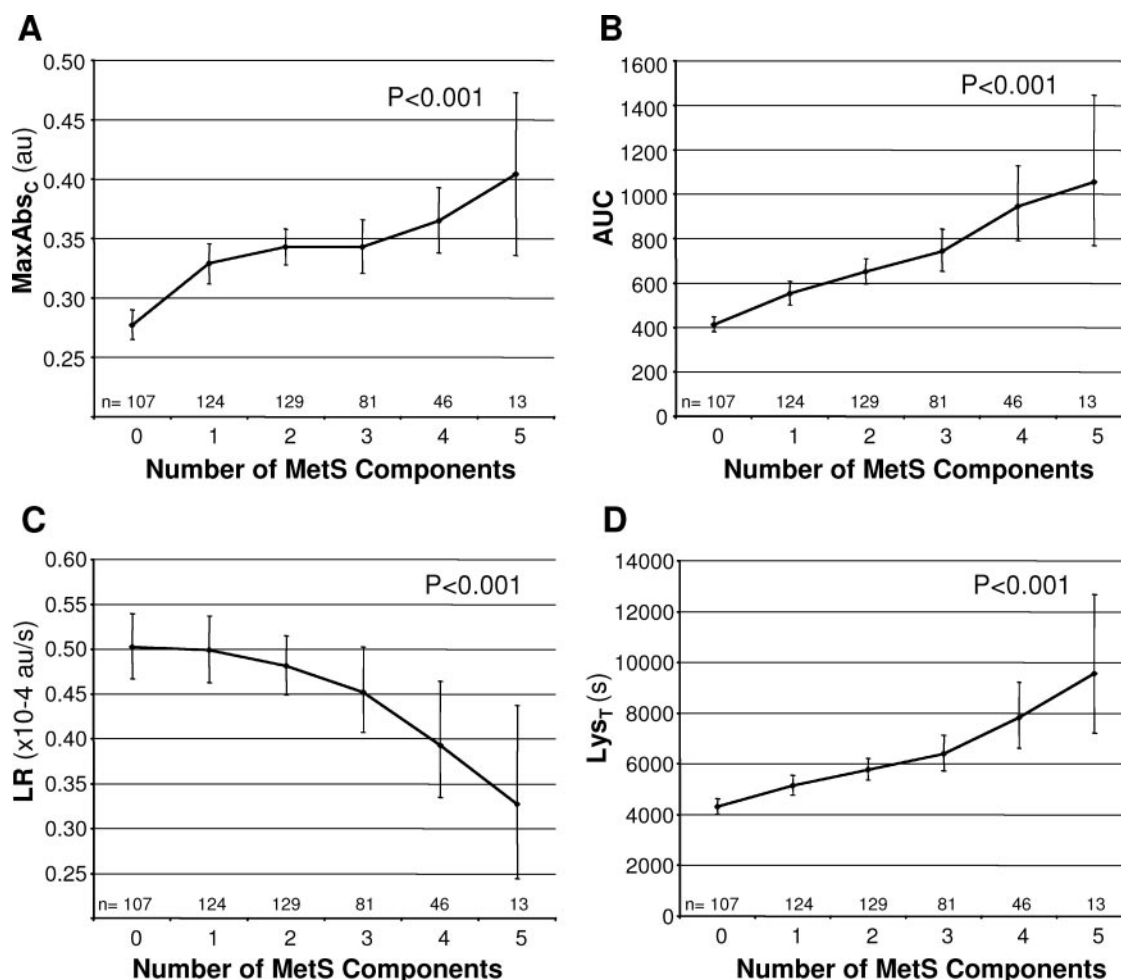 A
0.50
0.45
0.40
0.35
0.30
0.25
MaxAbsC (au)
P<0.001
n= 107 124 129 81 46 13
0 1 2 3 4 5
Number of MetS Components
B
1600
1400
1200
1000
800
600
400
200
0
AUC
P<0.001
n= 107 124 129 81 46 13
0 1 2 3 4 5
Number of MetS Components
C
0.60
0.55
0.50
0.45
0.40
0.35
0.30
0.25
LR (x10-4 au/s)
P<0.001
n= 107 124 129 81 46 13
0 1 2 3 4 5
Number of MetS Components
D
14000
12000
10000
8000
6000
4000
2000
0
LysT (s)
P<0.001
n= 107 124 129 81 46 13
0 1 2 3 4 5
Number of MetS Components